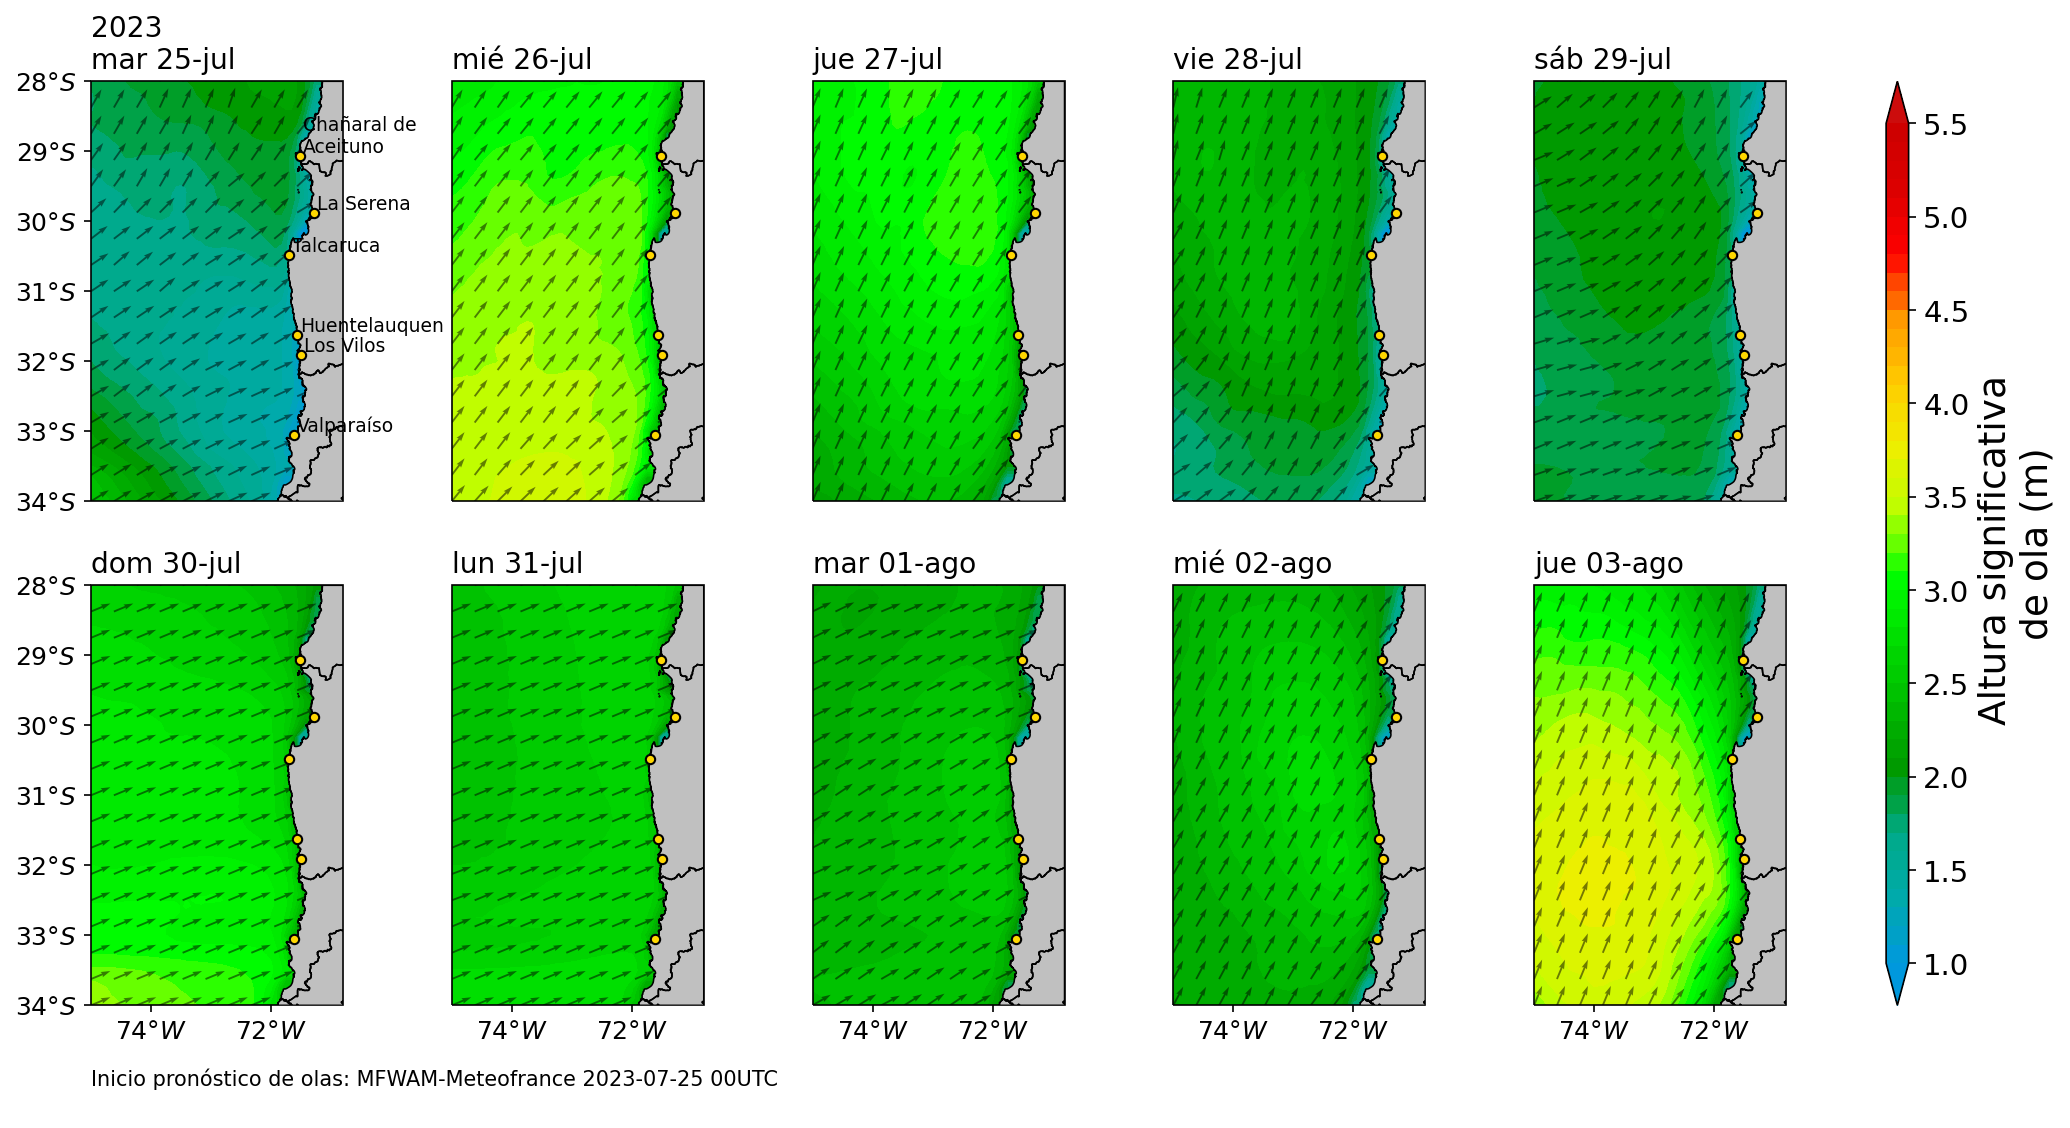 2023
mar 25-jul
mié 26-jul
jue 27-jul
vie 28-jul
sáb 29-jul
28°S
29°S
30°S
31°S
32°S
33°S
34°S
Chañaral de
Aceituno
La Serena
Talcaruca
Huentelauquen
Los Vilos
Valparaíso
dom 30-jul
lun 31-jul
mar 01-ago
mié 02-ago
jue 03-ago
28°S
29°S
30°S
31°S
32°S
33°S
34°S
74°W 72°W
74°W 72°W
74°W 72°W
74°W 72°W
74°W 72°W
5.5
5.0
4.5
4.0
3.5
3.0
2.5
2.0
1.5
1.0
Altura significativa
de ola (m)
Inicio pronóstico de olas: MFWAM-Meteofrance 2023-07-25 00UTC